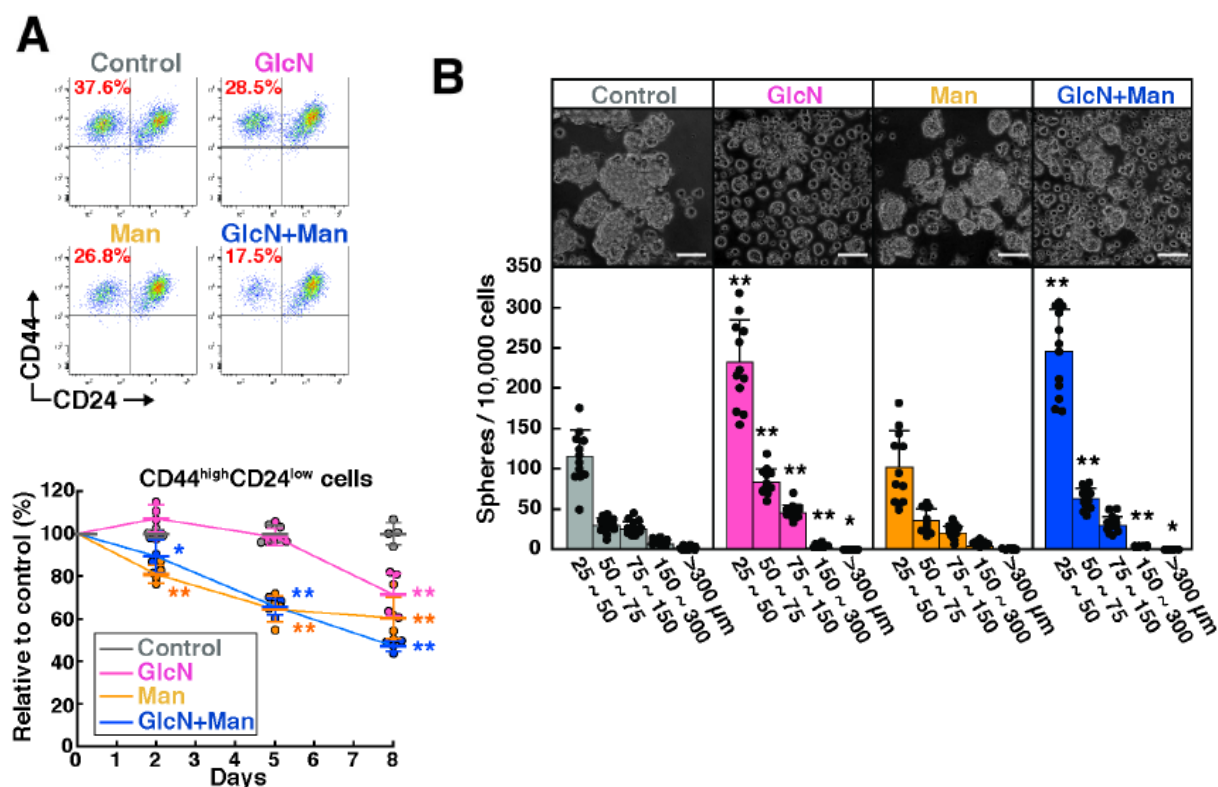 A
Control
GlcN
37.6%
28.5%
Man
GlcN+Man
26.8%
17.5%
CD44
CD24
CD44highCD24low cells
Relative to control (%)
120
100
80
60
40
20
0
*
**
**
**
**
**
**
Control
GlcN
Man
GlcN+Man
0 1 2 3 4 5 6 7 8
Days
B
Control GlcN Man GlcN+Man
Spheres / 10,000 cells
350
300
250
200
150
100
50
0
** ** ** ** *
** ** ** *
25 ~ 50
50 ~ 75
75 ~ 150
150 ~ 300
>300 μm
25 ~ 50
50 ~ 75
75 ~ 150
150 ~ 300
>300 μm
25 ~ 50
50 ~ 75
75 ~ 150
150 ~ 300
>300 μm
25 ~ 50
50 ~ 75
75 ~ 150
150 ~ 300
>300 μm